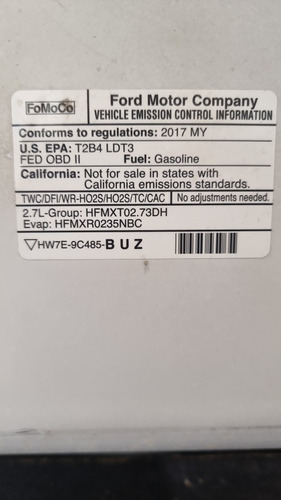 FoMoCo
Ford Motor Company
VEHICLE EMISSION CONTROL INFORMATION
Conforms to regulations: 2017 MY
U.S. EPA: T2B4 LDT3
FED OBD II Fuel: Gasoline
California: Not for sale in states with
California emissions standards.
TWC/DFI/WR-HO2S/HO2S/TC/CAC No adjustments needed.
2.7L-Group: HFMXT02.73DH
Evap: HFMXR0235NBC
▽HW7E-9C485-B U Z